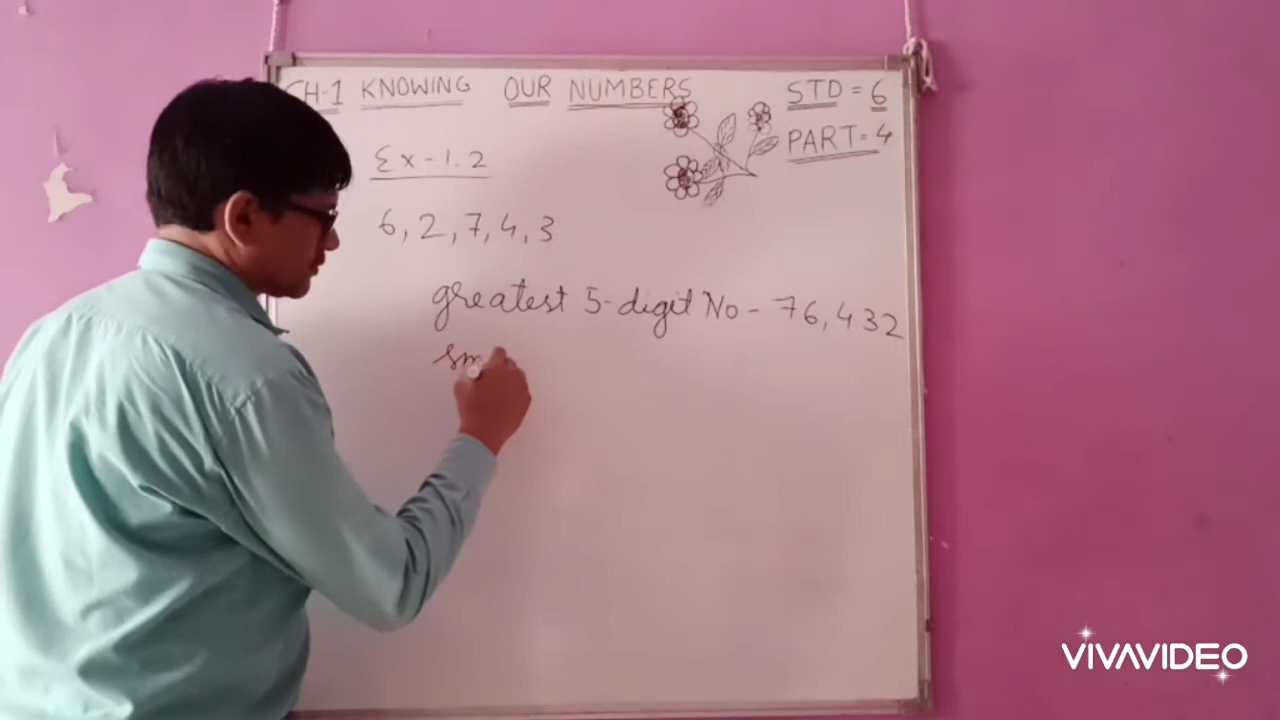 CH-1 KNOWING OUR NUMBERS
STD = 6
PART = 4
Ex - 1.2
6, 2, 7, 4, 3
greatest 5-digit No - 76,432
sm
VIVAVIDEO